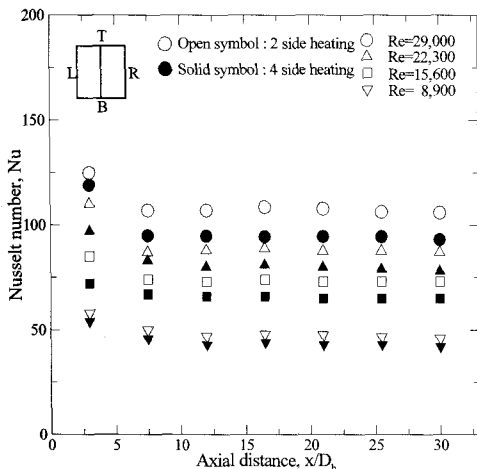 200
150
100
50
0
Nusselt number, Nu
T
L
R
B
Open symbol : 2 side heating
Solid symbol : 4 side heating
Re=29,000
Re=22,300
Re=15,600
Re= 8,900
0 5 10 15 20 25 30
Axial distance, x/Dh